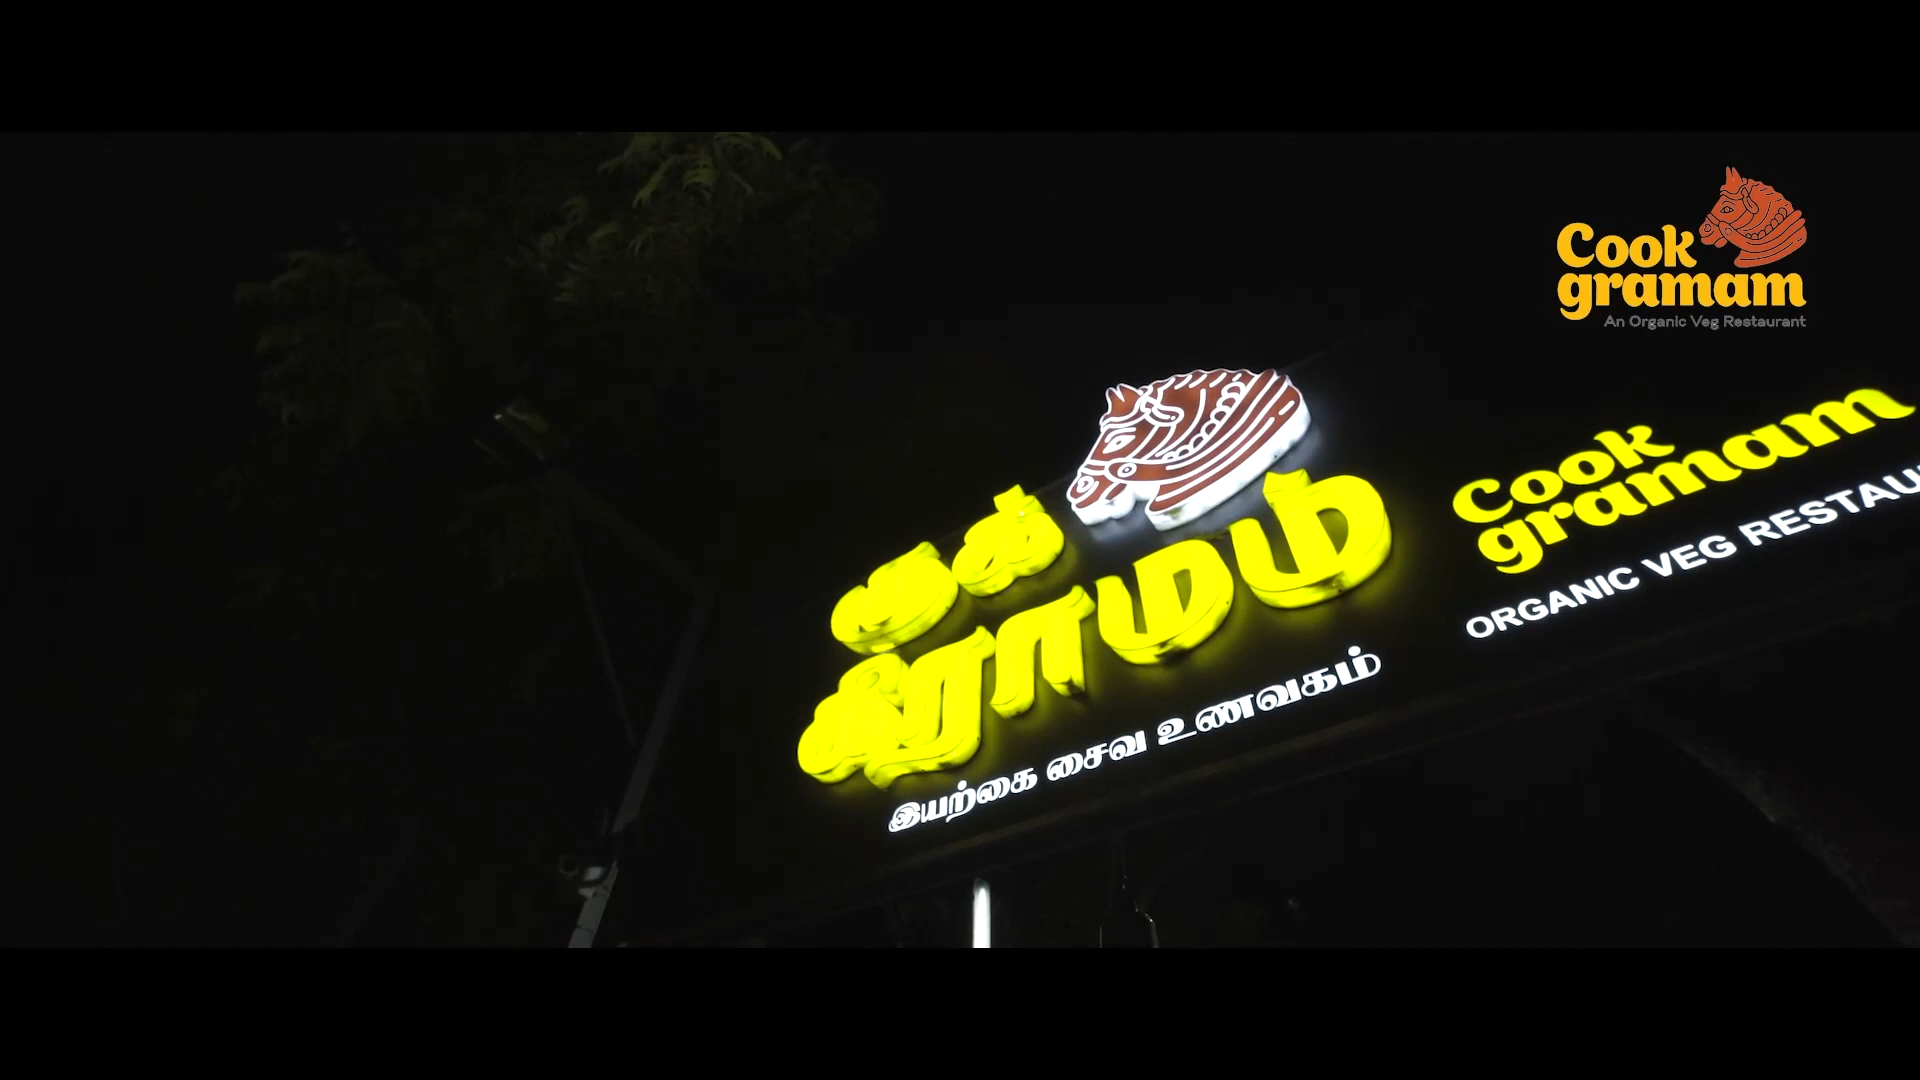 Cook
gramam
An Organic Veg Restaurant
குக்
கிராமம்
இயற்கை சைவ உணவகம்
Cook
gramam
ORGANIC VEG RESTAU